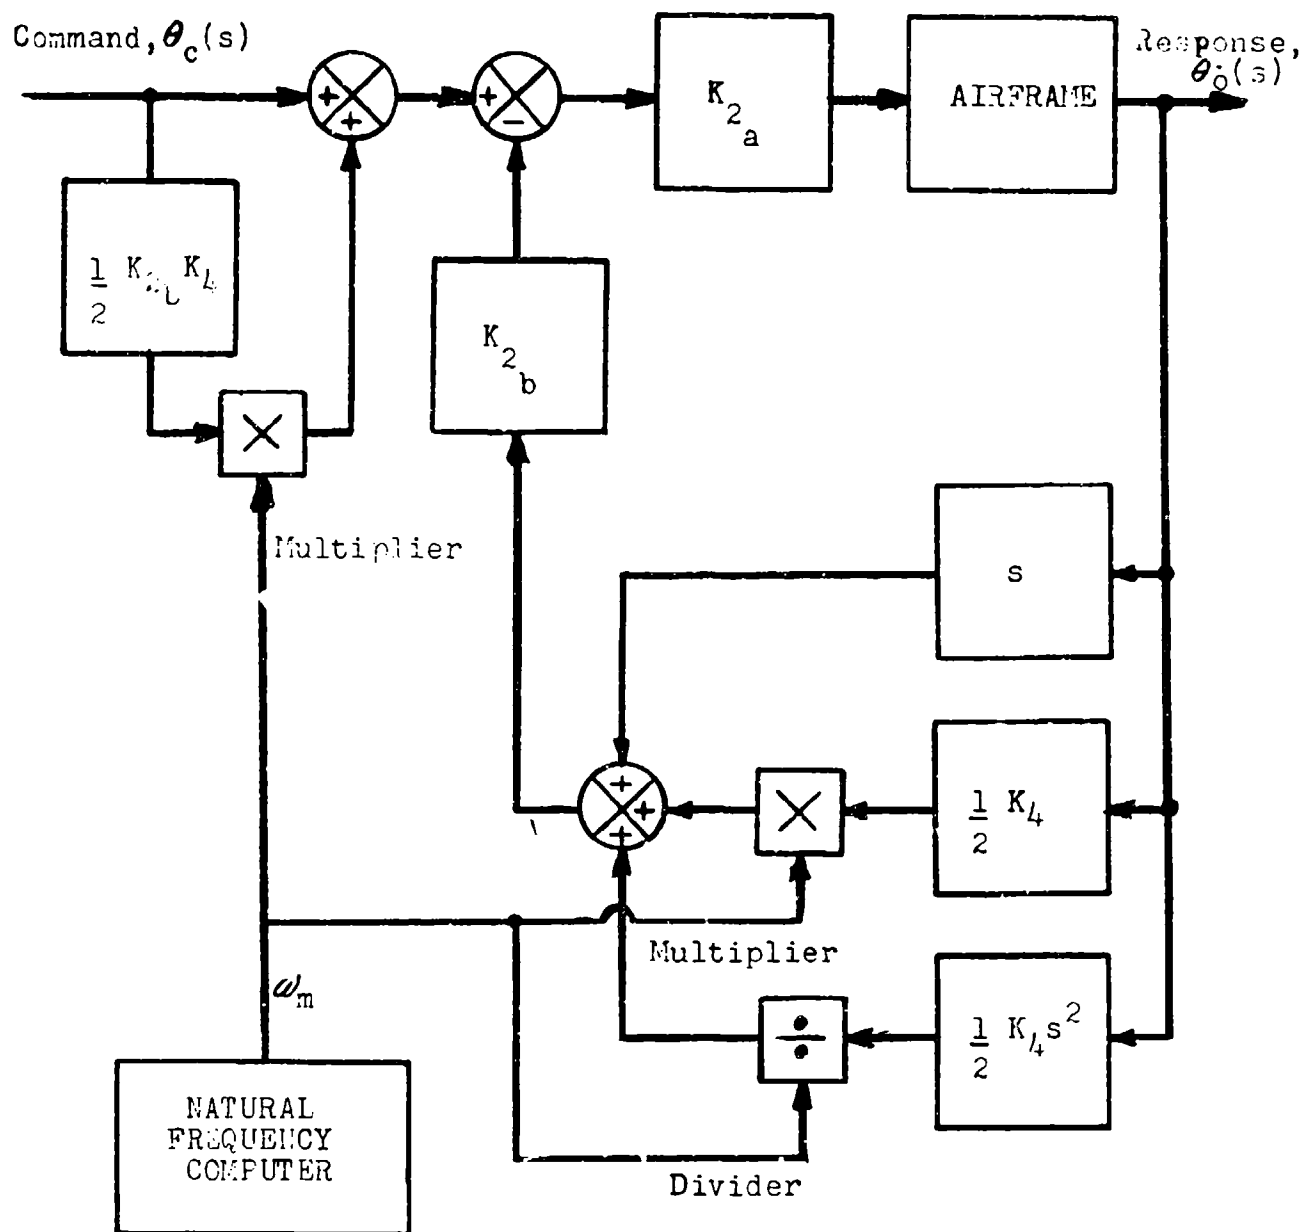 Command, θc(s)
Response,
θ̇o(s)
+
+
+
−
K2a
AIRFRAME
1/2 K2b K4
K2b
Multiplier
s
+
+
+
1/2 K4
Multiplier
ωm
1/2 K4s²
NATURAL
FREQUENCY
COMPUTER
Divider